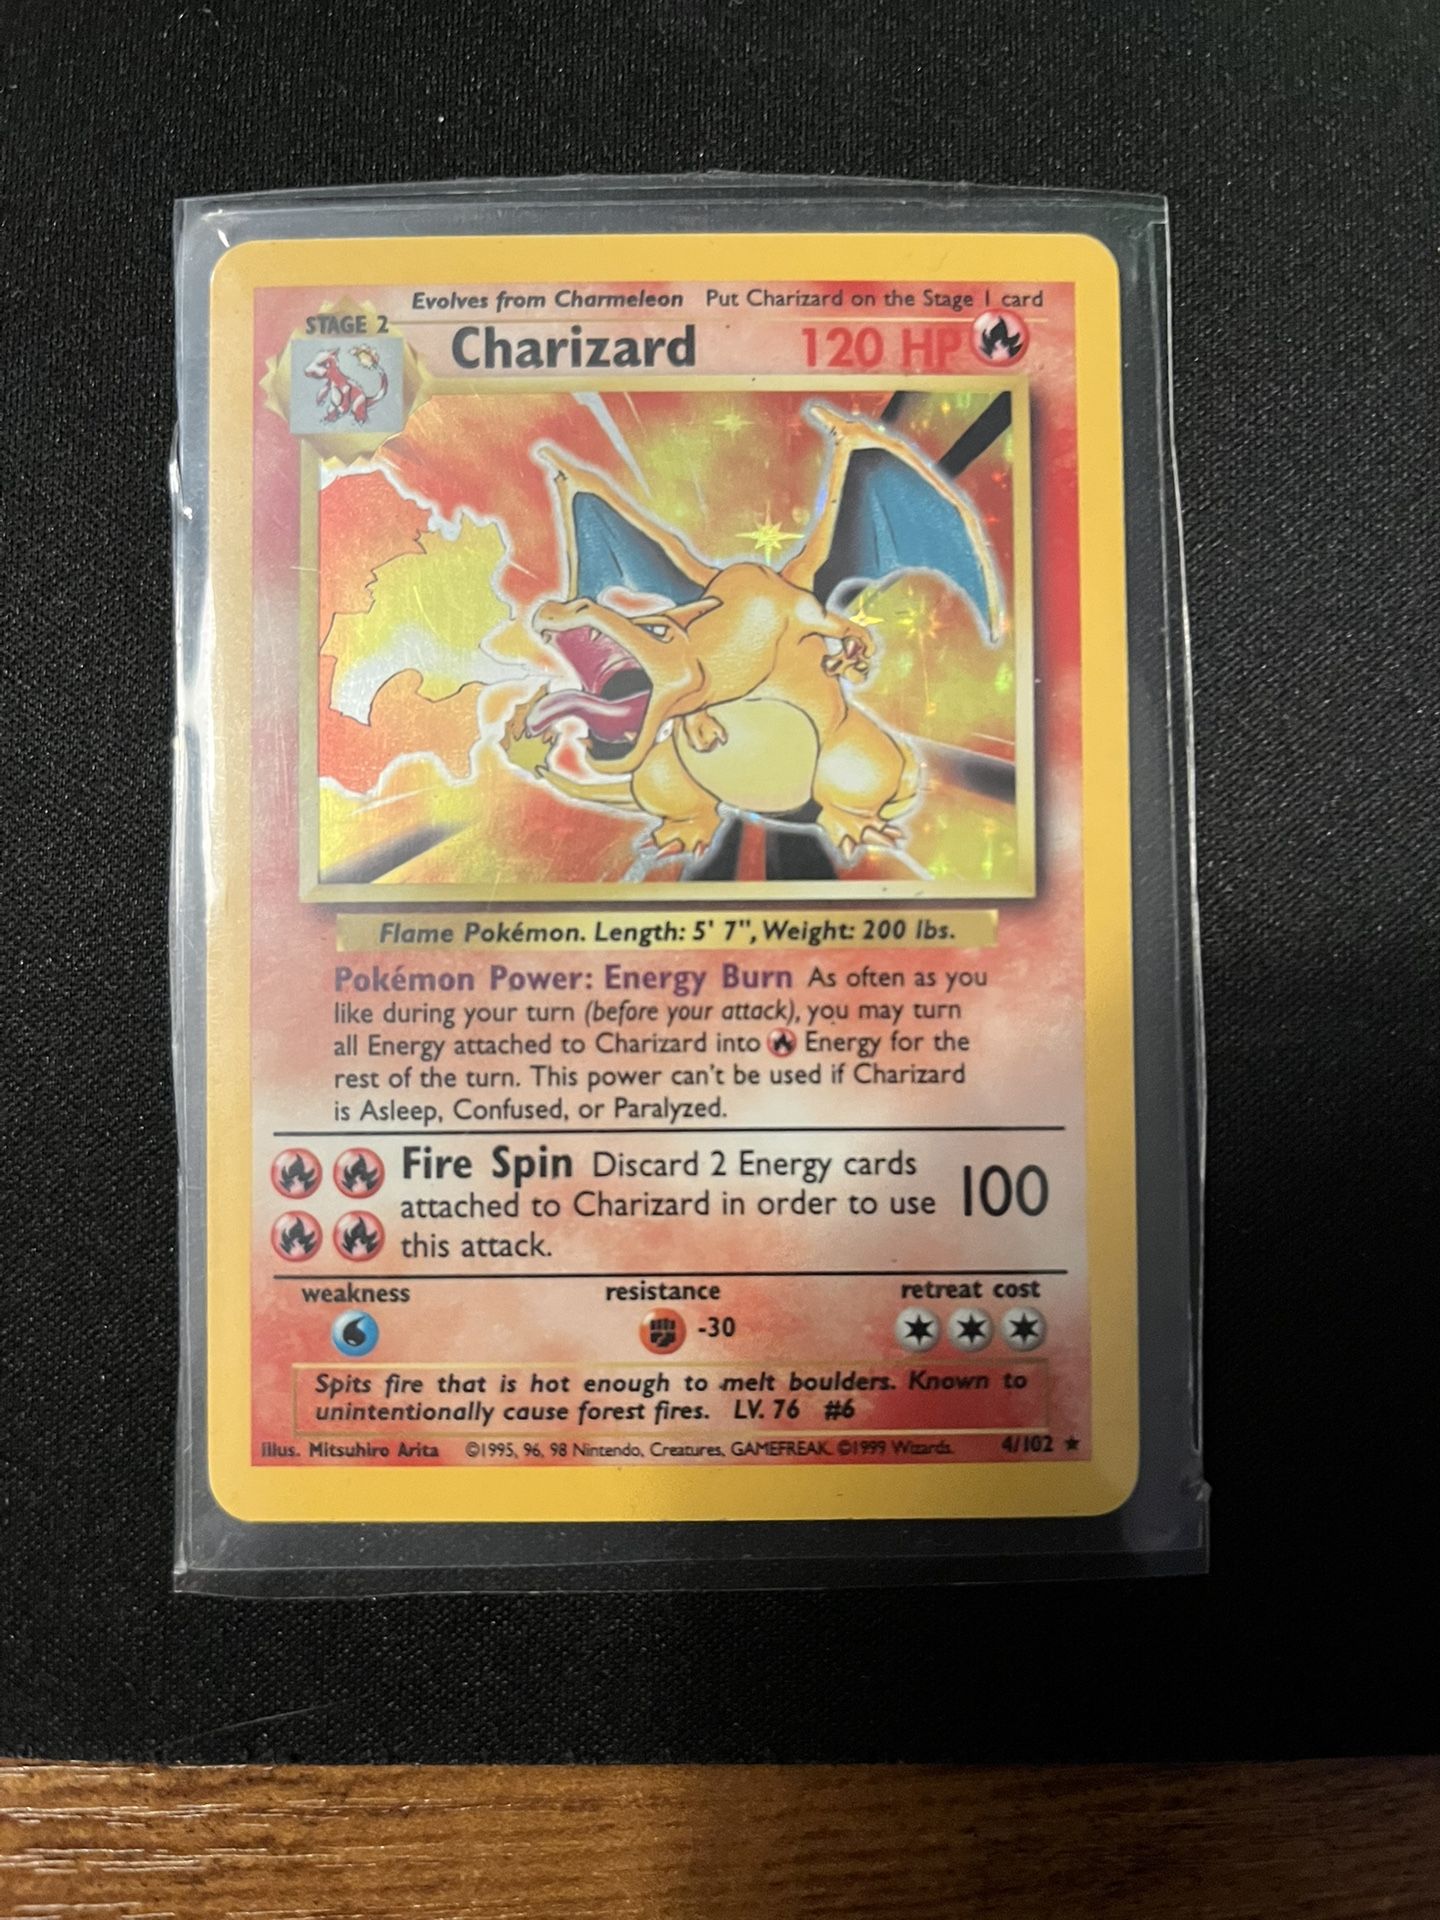 Evolves from Charmeleon Put Charizard on the Stage 1 card
STAGE 2
Charizard 120 HP
Flame Pokémon. Length: 5' 7", Weight: 200 lbs.
Pokémon Power: Energy Burn As often as you
like during your turn (before your attack), you may turn
all Energy attached to Charizard into Energy for the
rest of the turn. This power can't be used if Charizard
is Asleep, Confused, or Paralyzed.
Fire Spin Discard 2 Energy cards
attached to Charizard in order to use 100
this attack.
weakness resistance retreat cost
-30
Spits fire that is hot enough to melt boulders. Known to
unintentionally cause forest fires. LV. 76 #6
Illus. Mitsuhiro Arita ©1995, 96, 98 Nintendo, Creatures, GAMEFREAK. ©1999 Wizards. 4/102 ★